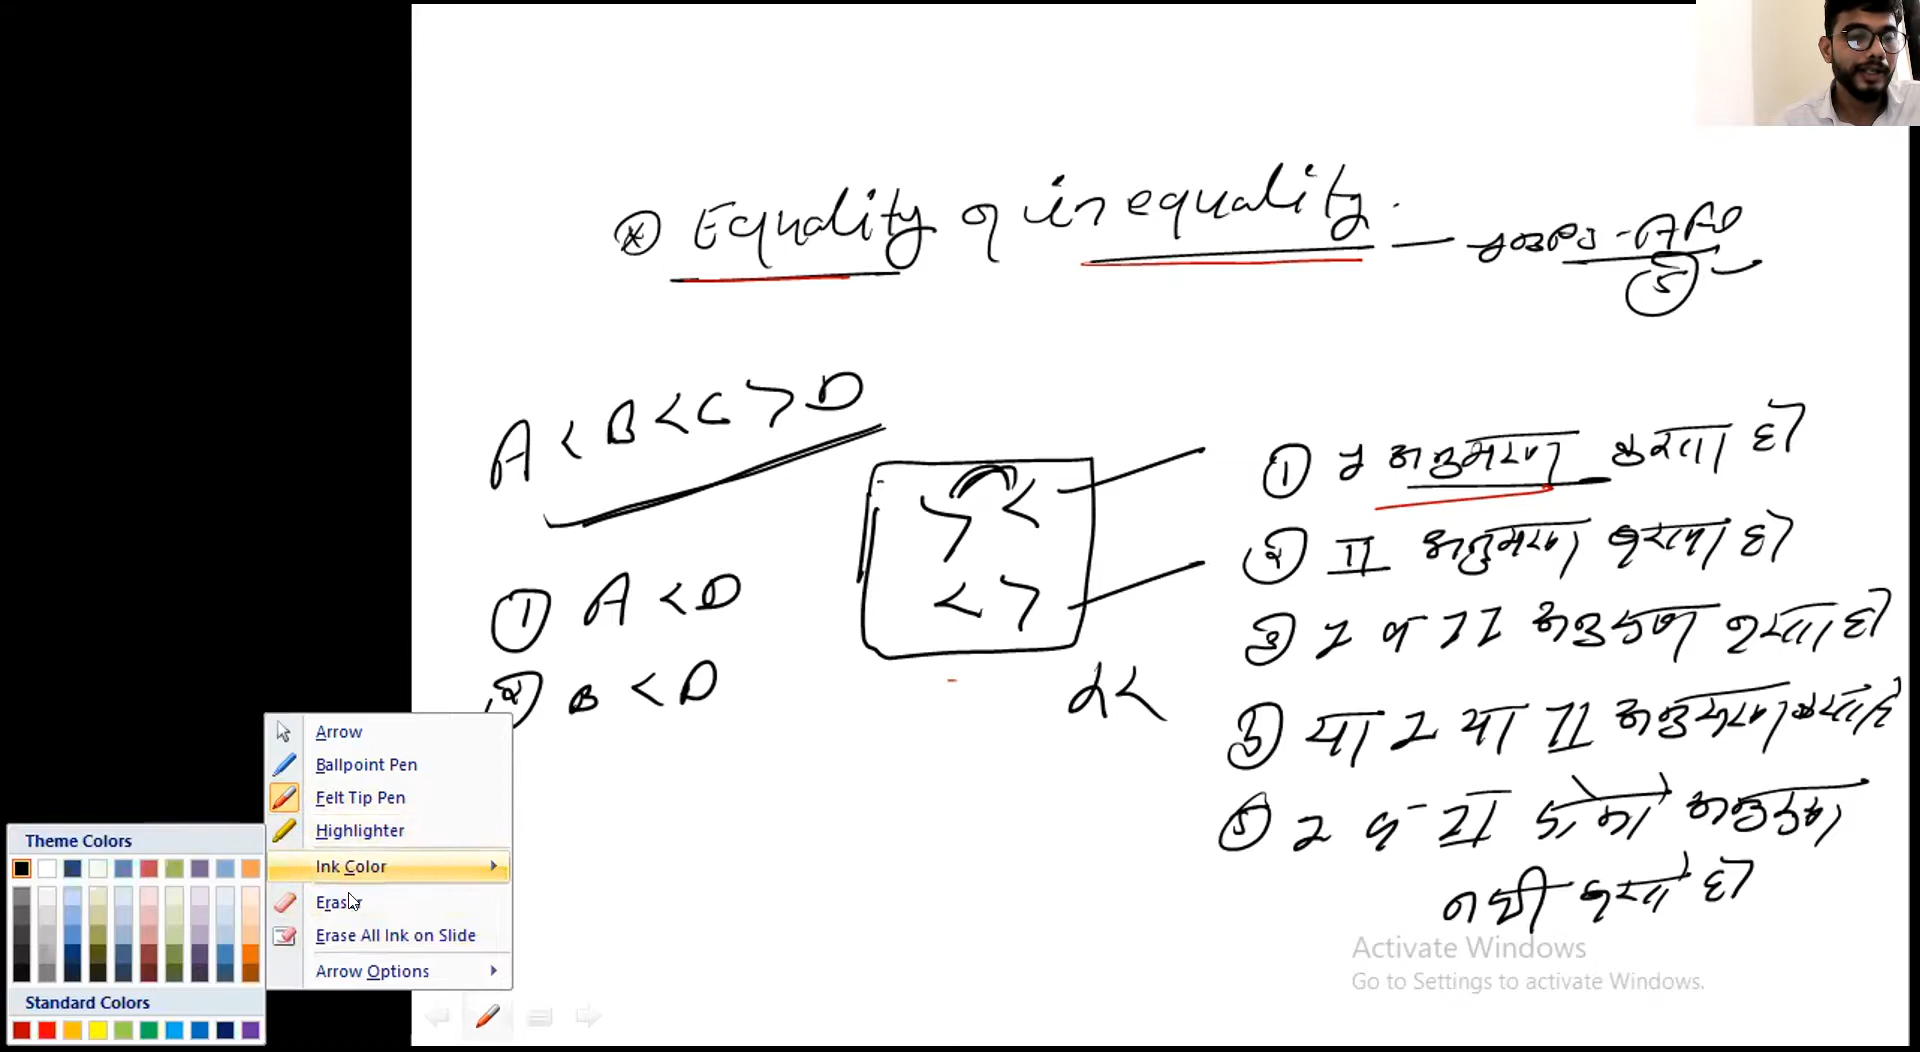 Equality of inequality.
5
A < B < C > D
> <
< >
① A < D
② B < D
① I अनुसरण करता हो
② II अनुसरण करता हो
③ I व II अनुसरण करता हो
④ या I या II अनुसरण करता हो
⑤ I व II दोनो अनुसरण
नही करता हो
Arrow
Ballpoint Pen
Felt Tip Pen
Highlighter
Ink Color
Eraser
Erase All Ink on Slide
Arrow Options
Theme Colors
Standard Colors
Activate Windows
Go to Settings to activate Windows.